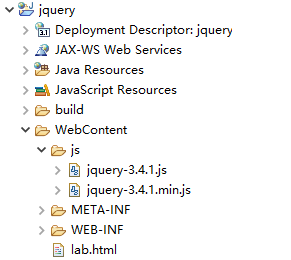 jquery
Deployment Descriptor: jquery
JAX-WS Web Services
Java Resources
JavaScript Resources
build
WebContent
js
jquery-3.4.1.js
jquery-3.4.1.min.js
META-INF
WEB-INF
lab.html